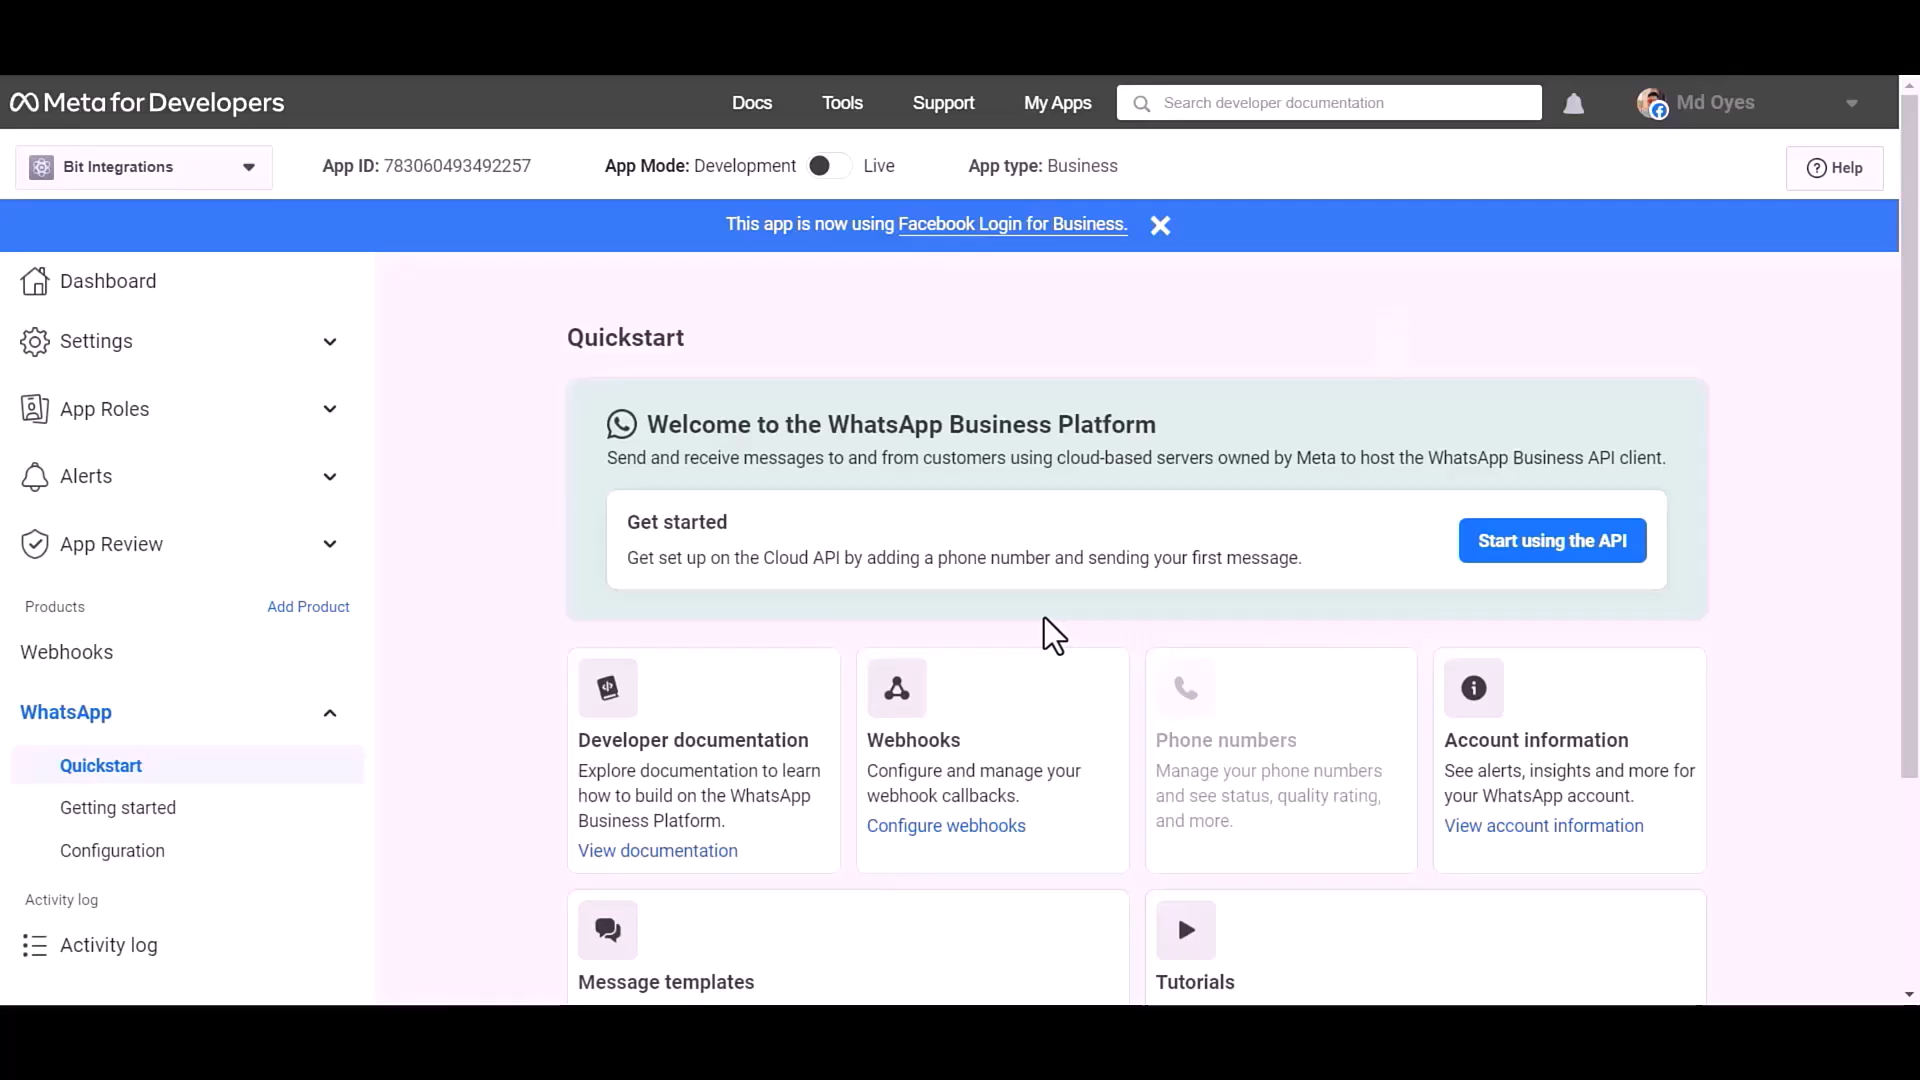 Meta for Developers
Docs
Tools
Support
My Apps
Search developer documentation
Md Oyes
Bit Integrations
App ID: 783060493492257
App Mode: Development
Live
App type: Business
Help
This app is now using Facebook Login for Business.
Dashboard
Settings
App Roles
Alerts
App Review
Products
Add Product
Webhooks
WhatsApp
Quickstart
Getting started
Configuration
Activity log
Activity log
Quickstart
Welcome to the WhatsApp Business Platform
Send and receive messages to and from customers using cloud-based servers owned by Meta to host the WhatsApp Business API client.
Get started
Get set up on the Cloud API by adding a phone number and sending your first message.
Start using the API
Developer documentation
Explore documentation to learn
how to build on the WhatsApp
Business Platform.
View documentation
Webhooks
Configure and manage your
webhook callbacks.
Configure webhooks
Phone numbers
Manage your phone numbers
and see status, quality rating,
and more.
Account information
See alerts, insights and more for
your WhatsApp account.
View account information
Message templates
Tutorials